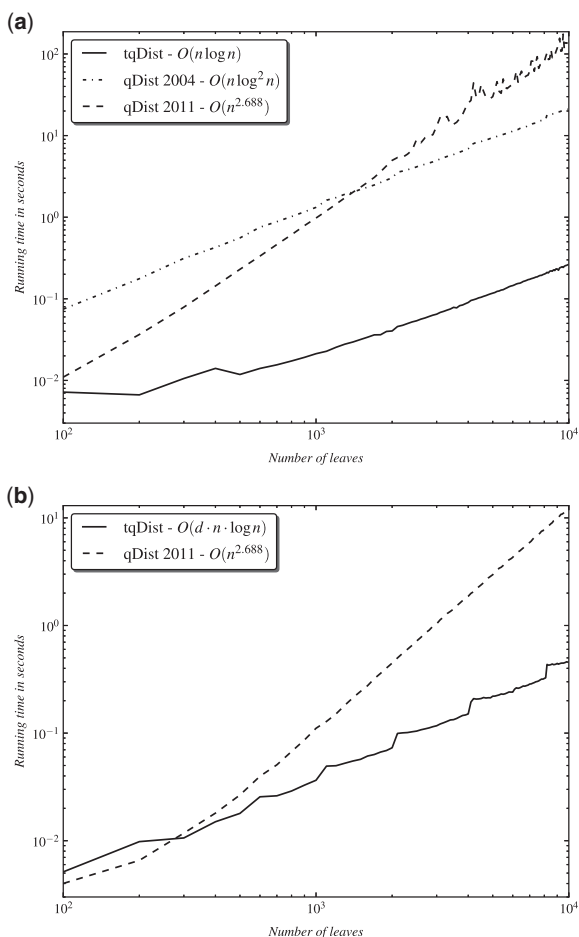 (a)
tqDist - O(n log n)
qDist 2004 - O(n log² n)
qDist 2011 - O(n^2.688)
10²
10¹
10⁰
10⁻¹
10⁻²
Running time in seconds
10²
10³
10⁴
Number of leaves
(b)
tqDist - O(d · n · log n)
qDist 2011 - O(n^2.688)
10¹
10⁰
10⁻¹
10⁻²
Running time in seconds
10²
10³
10⁴
Number of leaves